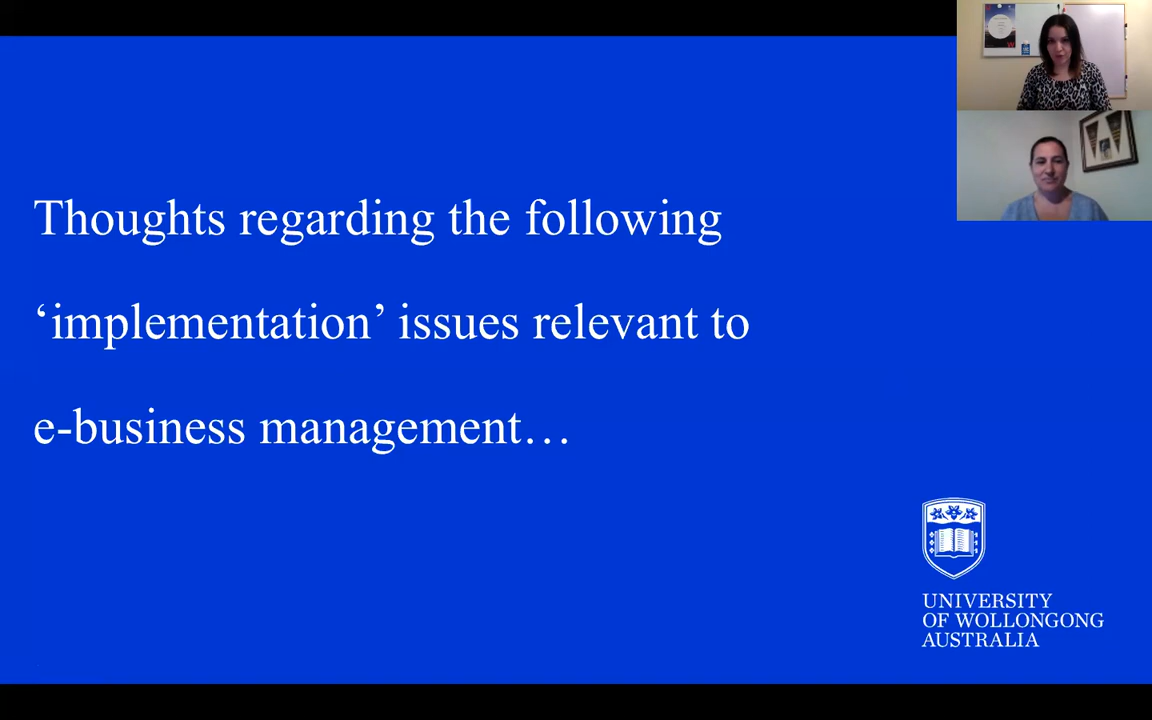 Thoughts regarding the following
‘implementation’ issues relevant to
e-business management…
UNIVERSITY
OF WOLLONGONG
AUSTRALIA